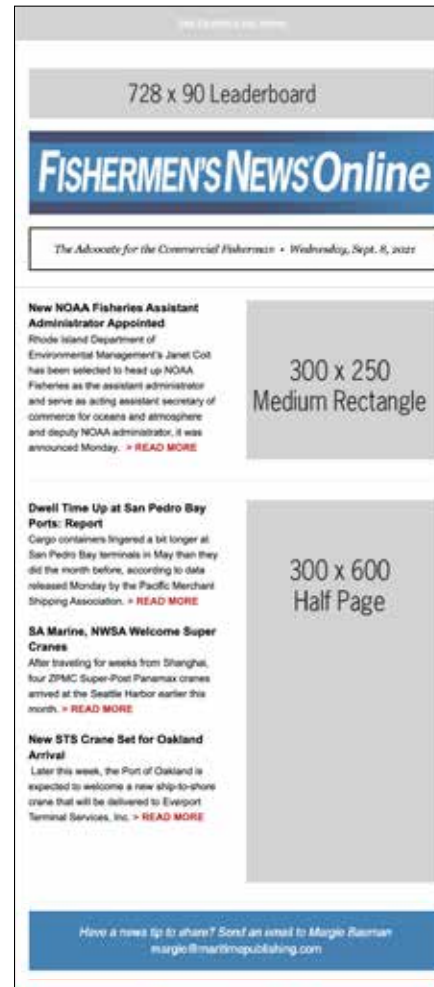 728 x 90 Leaderboard
FISHERMEN'S NEWS Online
The Advocate for the Commercial Fisherman • Wednesday, Sept. 8, 2021
New NOAA Fisheries Assistant
Administrator Appointed
Rhode Island Department of
Environmental Management's Janet Coit
has been selected to head up NOAA
Fisheries as the assistant administrator
and serve as acting assistant secretary of
commerce for oceans and atmosphere
and deputy NOAA administrator, it was
announced Monday. > READ MORE
300 x 250
Medium Rectangle
Dwell Time Up at San Pedro Bay
Ports: Report
Cargo containers lingered a bit longer at
San Pedro Bay terminals in May than they
did the month before, according to data
released Monday by the Pacific Merchant
Shipping Association. > READ MORE
SA Marine, NWSA Welcome Super
Cranes
After traveling for weeks from Shanghai,
four ZPMC Super-Post Panamax cranes
arrived at the Seattle Harbor earlier this
month. > READ MORE
New STS Crane Set for Oakland
Arrival
Later this week, the Port of Oakland is
expected to welcome a new ship-to-shore
crane that will be delivered to Everport
Terminal Services, Inc. > READ MORE
300 x 600
Half Page
Have a news tip to share? Send an email to Margie Bauman
margie@maritimepublishing.com